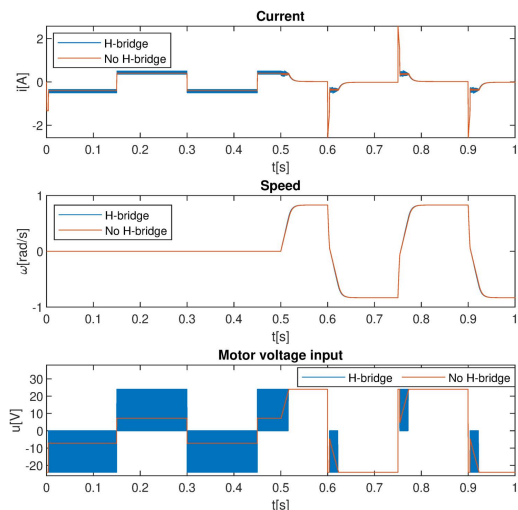 Current
i[A]
2
0
-2
H-bridge
No H-bridge
0 0.1 0.2 0.3 0.4 0.5 0.6 0.7 0.8 0.9 1
t[s]
Speed
ω[rad/s]
1
0
-1
H-bridge
No H-bridge
0 0.1 0.2 0.3 0.4 0.5 0.6 0.7 0.8 0.9 1
t[s]
Motor voltage input
u[V]
30
20
10
0
-10
-20
H-bridge No H-bridge
0 0.1 0.2 0.3 0.4 0.5 0.6 0.7 0.8 0.9 1
t[s]